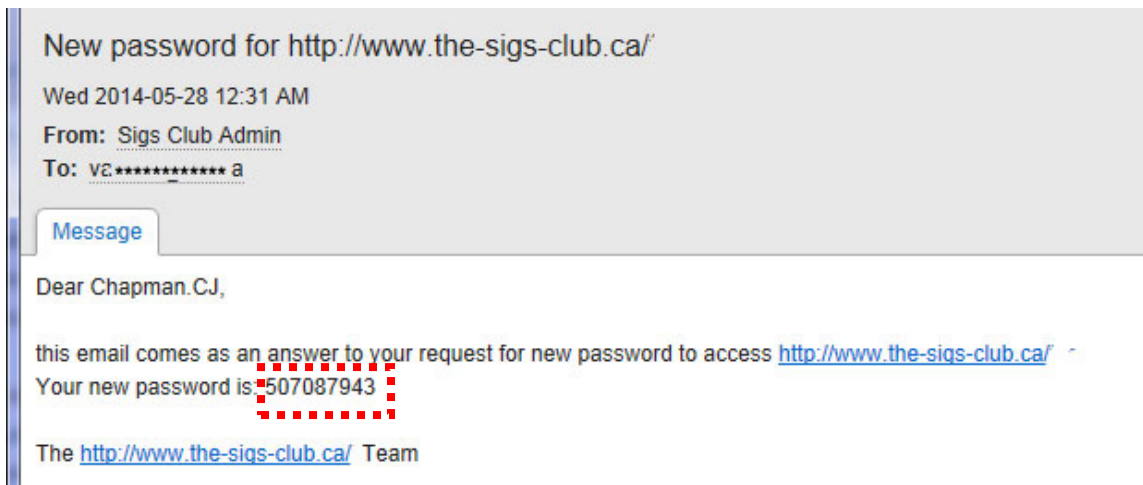 New password for http://www.the-sigs-club.ca/
Wed 2014-05-28 12:31 AM
From: Sigs Club Admin
To: va************a
Message
Dear Chapman.CJ,
this email comes as an answer to your request for new password to access http://www.the-sigs-club.ca/
Your new password is: 507087943
The http://www.the-sigs-club.ca/ Team